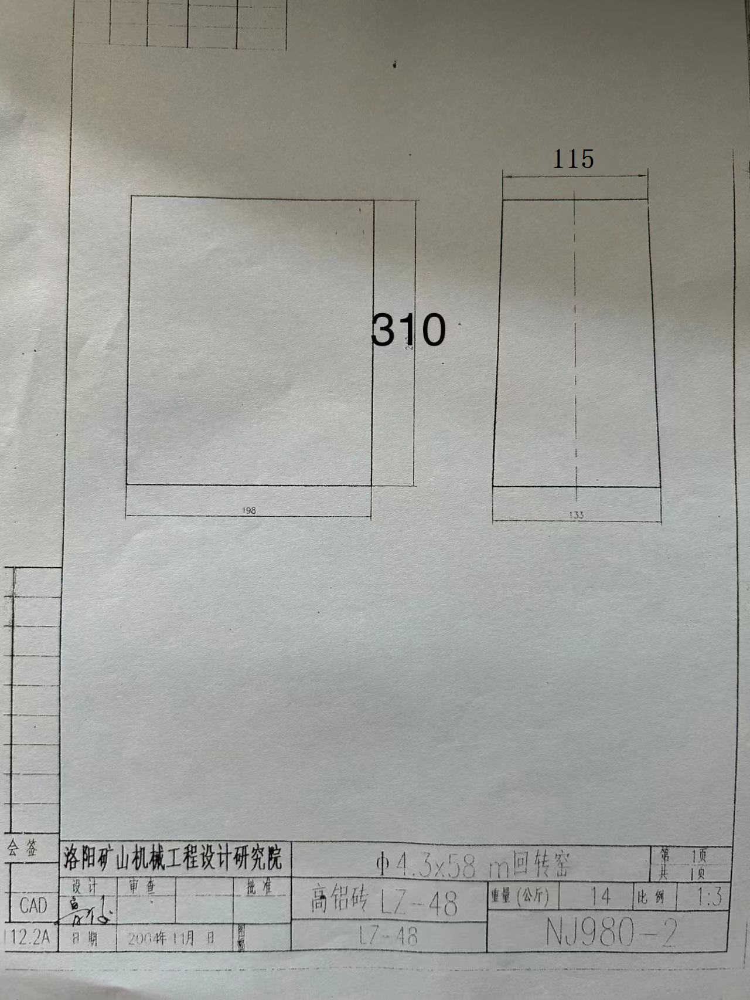 115
310
198
133
会签
洛阳矿山机械工程设计研究院
Φ4.3x58 m回转窑
第 1页
共 1页
设计
审查
批准
高铝砖 LZ-48
重量(公斤)
14
比例
1:3
CAD
112.2A
日期
2004年11月 日
LZ-48
NJ980-2